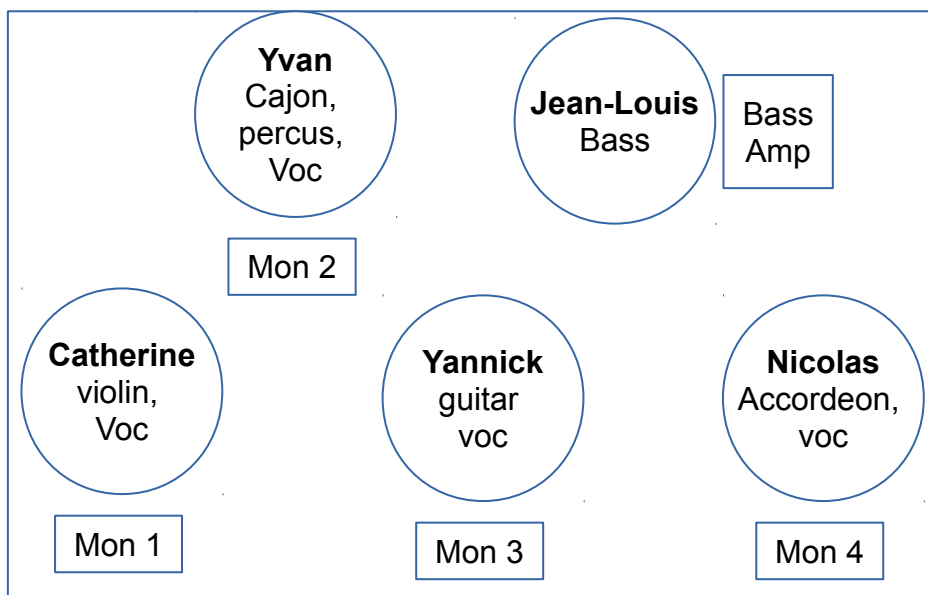 Yvan
Cajon,
percus,
Voc
Jean-Louis
Bass
Bass
Amp
Mon 2
Catherine
violin,
Voc
Yannick
guitar
voc
Nicolas
Accordeon,
voc
Mon 1
Mon 3
Mon 4